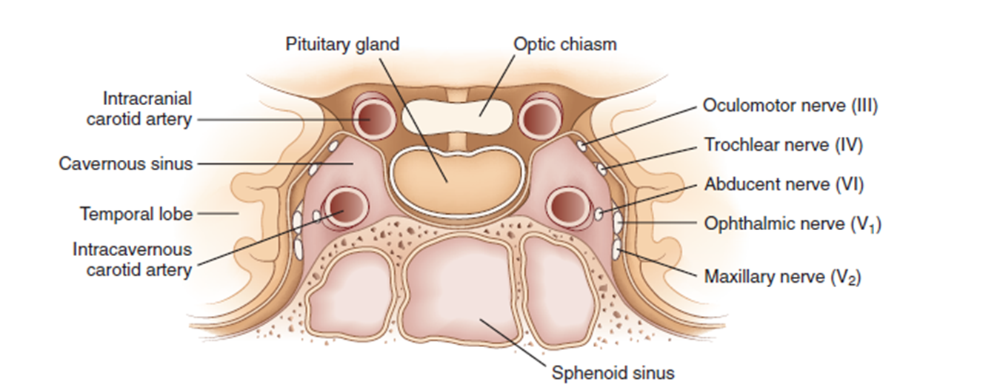 Pituitary gland
Optic chiasm
Intracranial
carotid artery
Cavernous sinus
Temporal lobe
Intracavernous
carotid artery
Oculomotor nerve (III)
Trochlear nerve (IV)
Abducent nerve (VI)
Ophthalmic nerve (V₁)
Maxillary nerve (V₂)
Sphenoid sinus